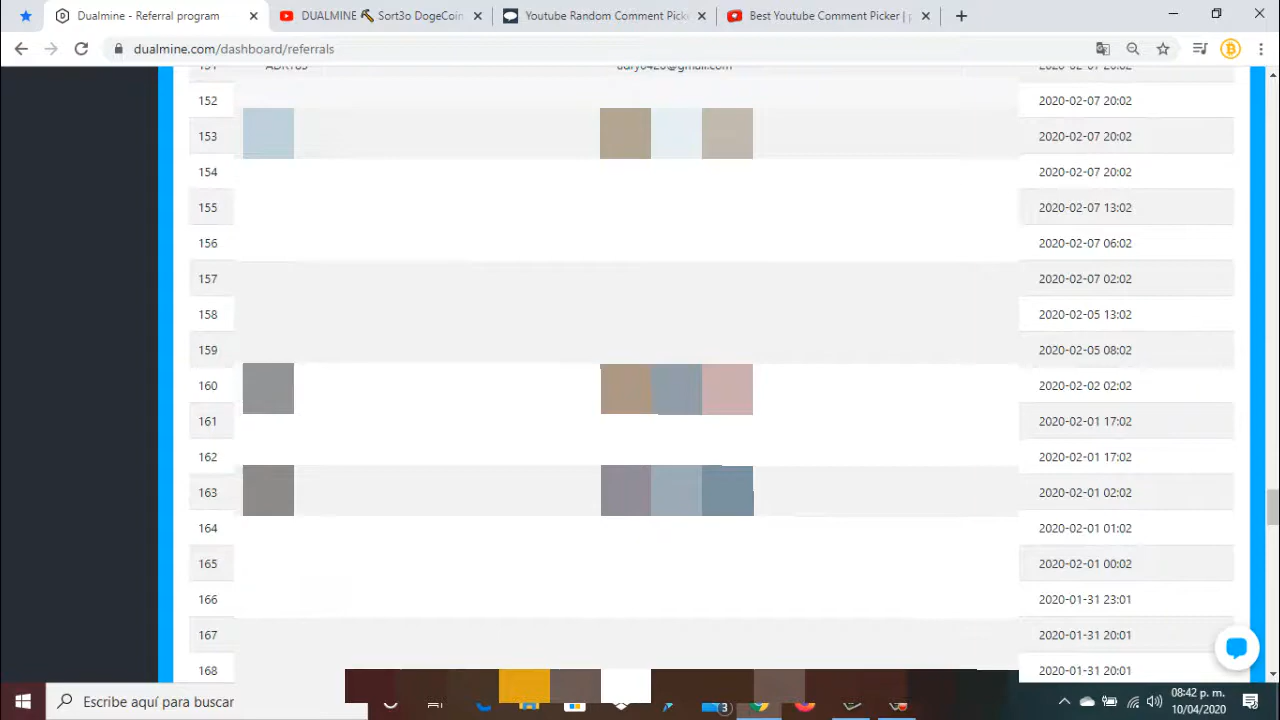 Dualmine - Referral program
DUALMINE Sort3o DogeCoin
Youtube Random Comment Pick
Best Youtube Comment Picker | p
dualmine.com/dashboard/referrals
152 2020-02-07 20:02
153 2020-02-07 20:02
154 2020-02-07 20:02
155 2020-02-07 13:02
156 2020-02-07 06:02
157 2020-02-07 02:02
158 2020-02-05 13:02
159 2020-02-05 08:02
160 2020-02-02 02:02
161 2020-02-01 17:02
162 2020-02-01 17:02
163 2020-02-01 02:02
164 2020-02-01 01:02
165 2020-02-01 00:02
166 2020-01-31 23:01
167 2020-01-31 20:01
168 2020-01-31 20:01
Escribe aquí para buscar
3
08:42 p. m.
10/04/2020